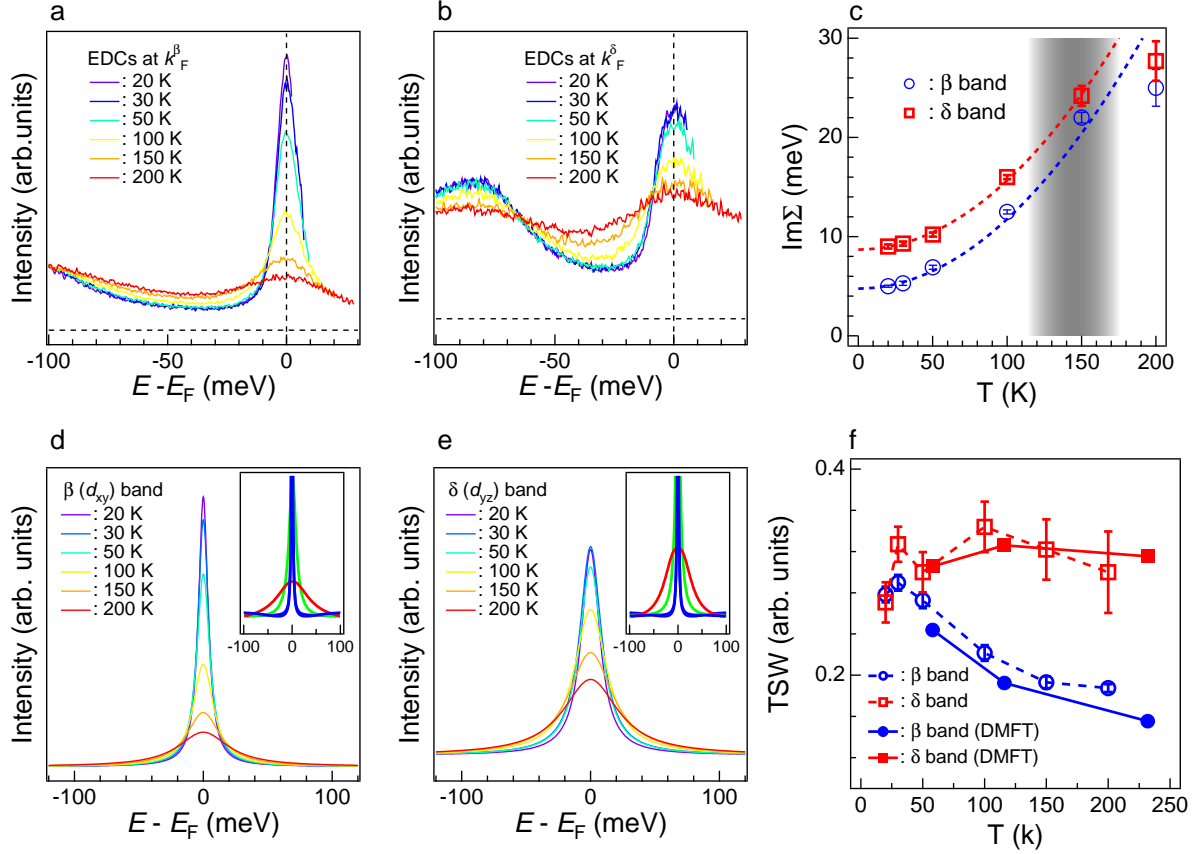 a
EDCs at k_F^β
: 20 K
: 30 K
: 50 K
: 100 K
: 150 K
: 200 K
Intensity (arb.units)
-100
-50
0
E - E_F (meV)
b
EDCs at k_F^δ
: 20 K
: 30 K
: 50 K
: 100 K
: 150 K
: 200 K
Intensity (arb.units)
-100
-50
0
E - E_F (meV)
c
30
20
10
0
ImΣ (meV)
: β band
: δ band
0
50
100
150
200
T (K)
d
β (d_xy) band
: 20 K
: 30 K
: 50 K
: 100 K
: 150 K
: 200 K
-100 0 100
Intensity (arb. units)
-100
0
100
E - E_F (meV)
e
δ (d_yz) band
: 20 K
: 30 K
: 50 K
: 100 K
: 150 K
: 200 K
-100 0 100
Intensity (arb. units)
-100
0
100
E - E_F (meV)
f
0.4
0.2
TSW (arb. units)
: β band
: δ band
: β band (DMFT)
: δ band (DMFT)
0
50
100
150
200
250
T (k)